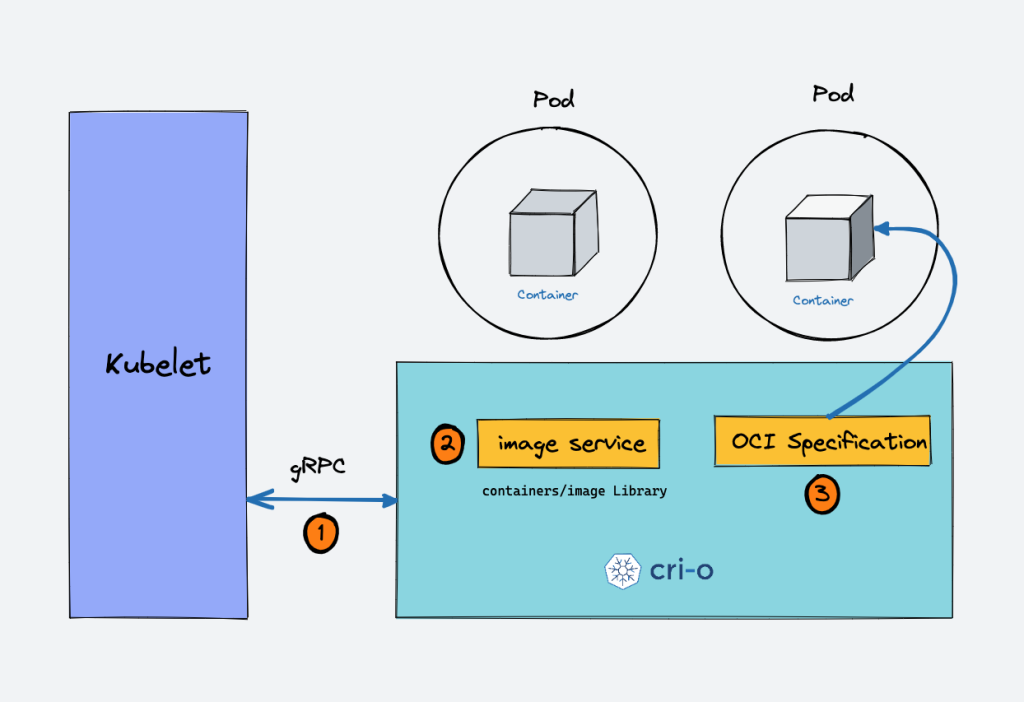 Pod
Pod
Container
Container
Kubelet
gRPC
1
2
image service
containers/image Library
OCI Specification
3
cri-o